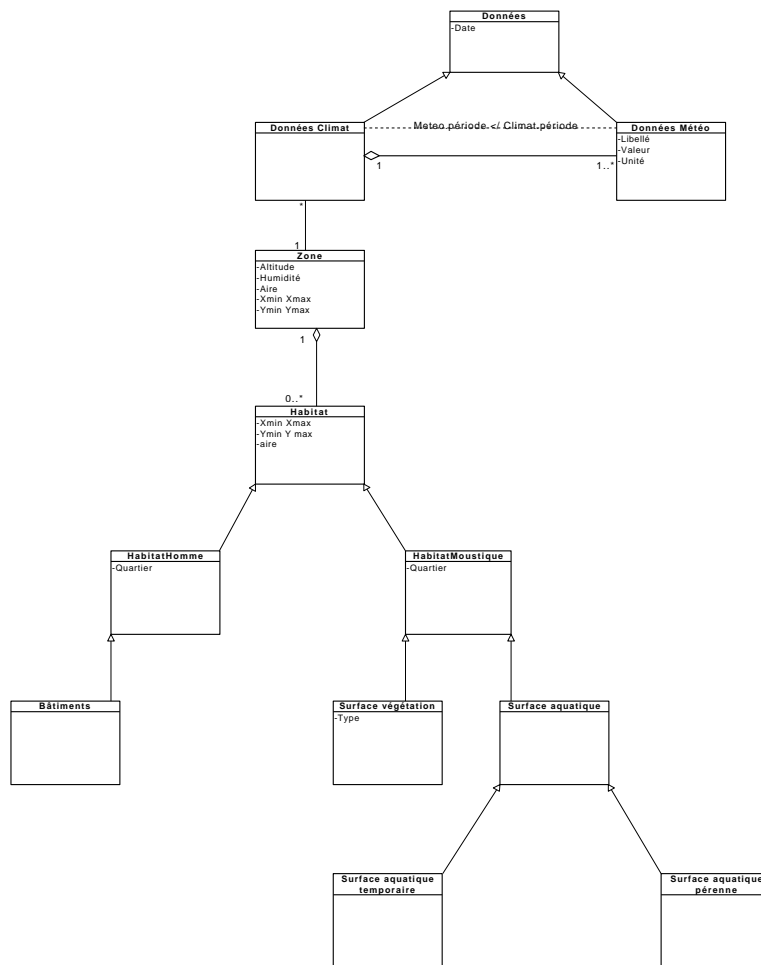 Données
-Date
Données Climat
Meteo période </ Climat période
Données Météo
-Libellé
-Valeur
-Unité
1
1..*
*
1
Zone
-Altitude
-Humidité
-Aire
-Xmin Xmax
-Ymin Ymax
1
0..*
Habitat
-Xmin Xmax
-Ymin Y max
-aire
HabitatHomme
-Quartier
HabitatMoustique
-Quartier
Bâtiments
Surface végétation
-Type
Surface aquatique
Surface aquatique
temporaire
Surface aquatique
pérenne